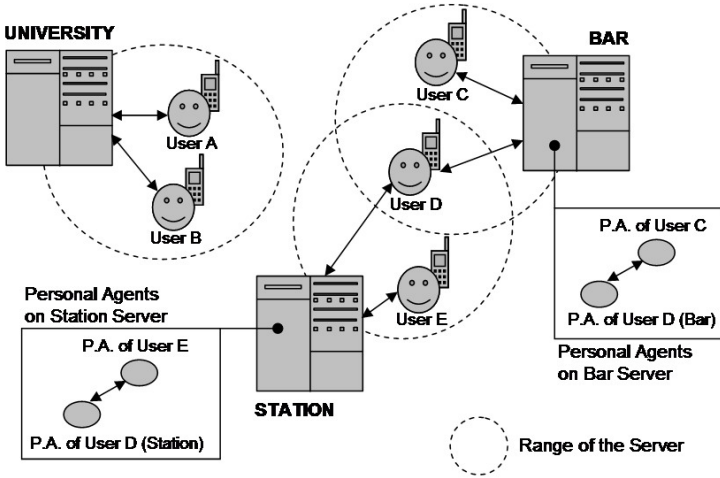 UNIVERSITY
BAR
User C
User A
User D
User B
P.A. of User C
P.A. of User D (Bar)
Personal Agents
on Station Server
User E
Personal Agents
on Bar Server
P.A. of User E
P.A. of User D (Station)
STATION
Range of the Server